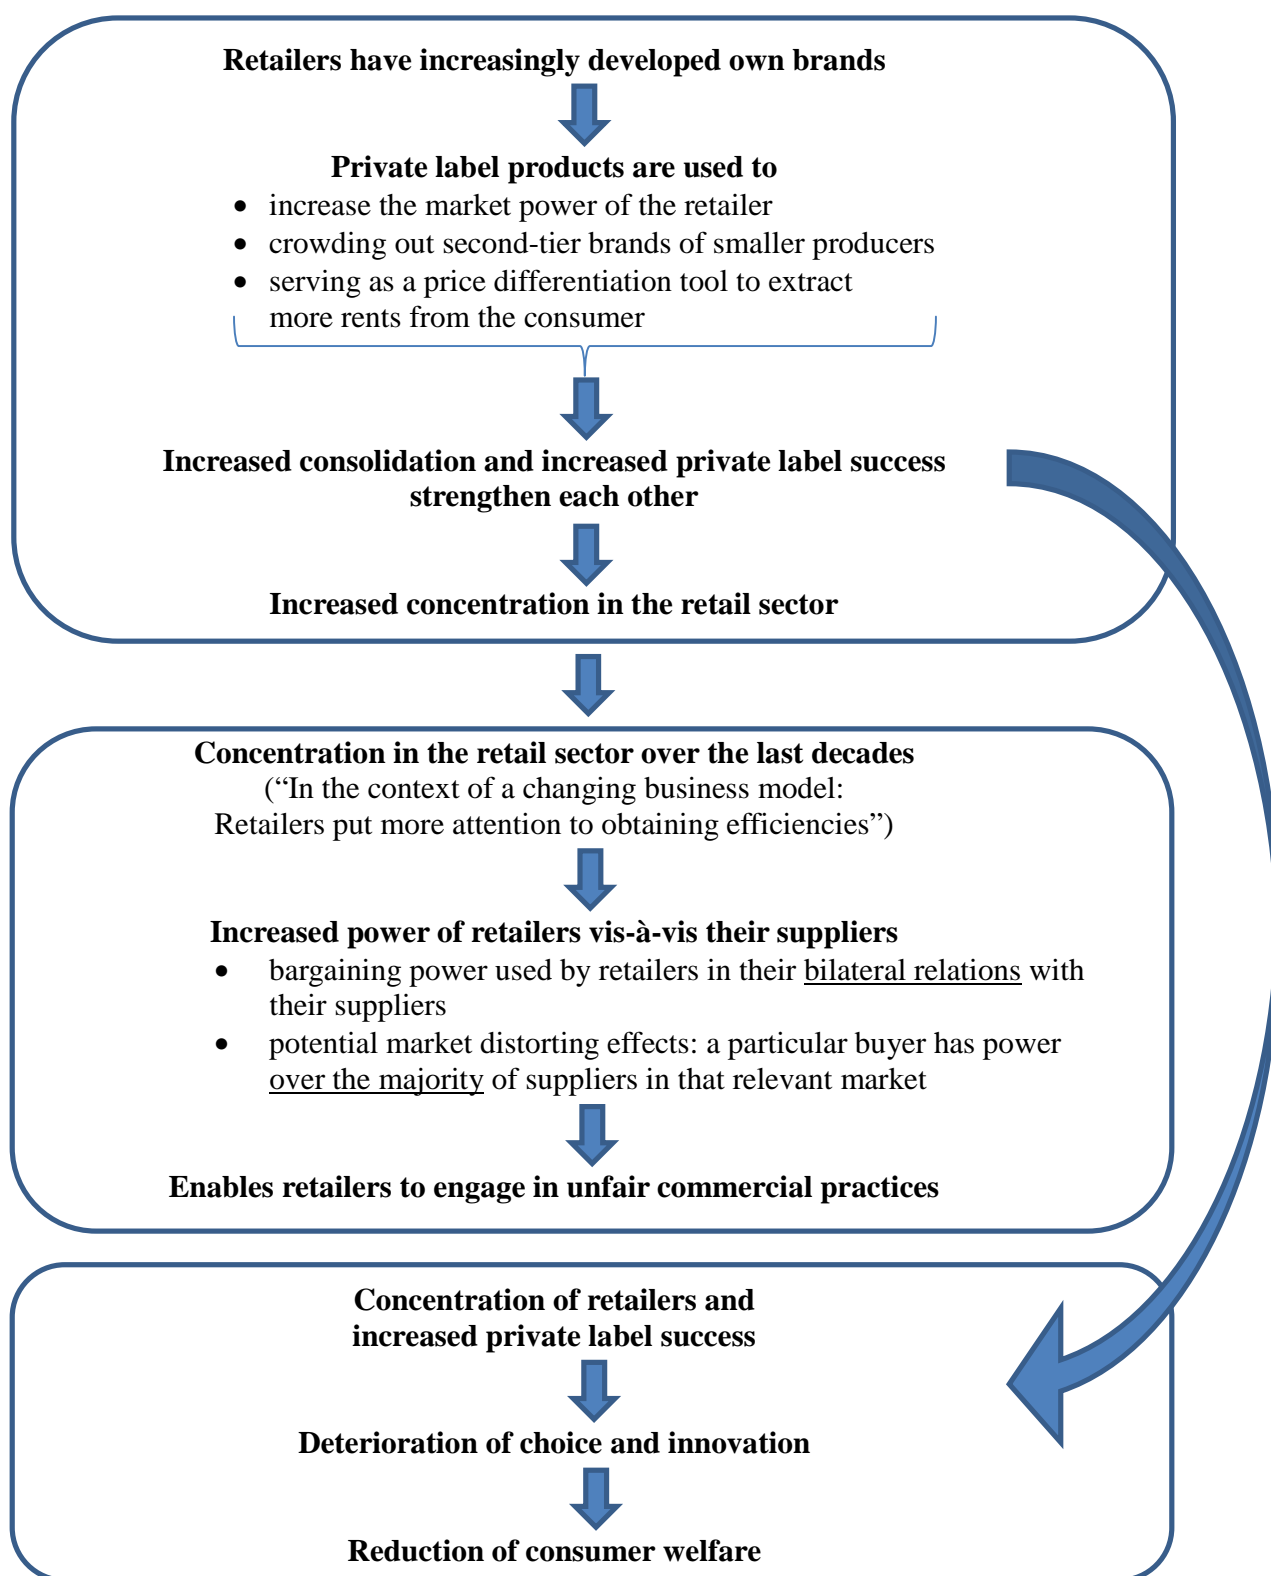 Retailers have increasingly developed own brands
Private label products are used to
• increase the market power of the retailer
• crowding out second-tier brands of smaller producers
• serving as a price differentiation tool to extract
more rents from the consumer
Increased consolidation and increased private label success
strengthen each other
Increased concentration in the retail sector
Concentration in the retail sector over the last decades
(“In the context of a changing business model:
Retailers put more attention to obtaining efficiencies”)
Increased power of retailers vis-à-vis their suppliers
• bargaining power used by retailers in their bilateral relations with
their suppliers
• potential market distorting effects: a particular buyer has power
over the majority of suppliers in that relevant market
Enables retailers to engage in unfair commercial practices
Concentration of retailers and
increased private label success
Deterioration of choice and innovation
Reduction of consumer welfare